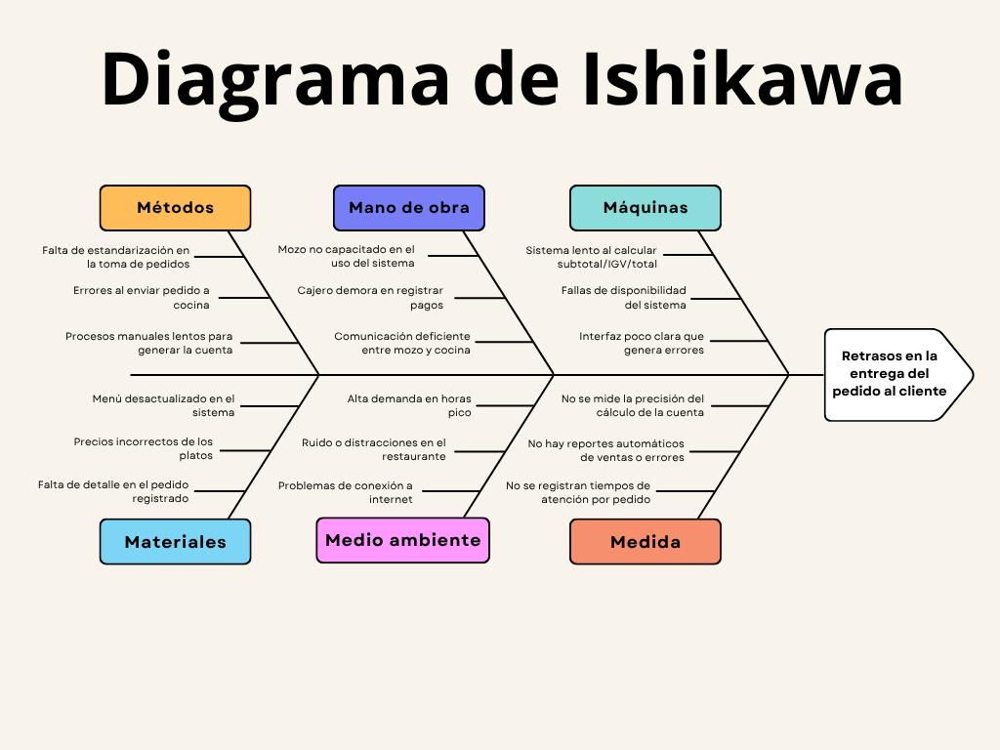 Diagrama de Ishikawa
Métodos
Mano de obra
Máquinas
Falta de estandarización en
la toma de pedidos
Errores al enviar pedido a
cocina
Procesos manuales lentos para
generar la cuenta
Mozo no capacitado en el
uso del sistema
Cajero demora en registrar
pagos
Comunicación deficiente
entre mozo y cocina
Sistema lento al calcular
subtotal/IGV/total
Fallas de disponibilidad
del sistema
Interfaz poco clara que
genera errores
Retrasos en la
entrega del
pedido al cliente
Menú desactualizado en el
sistema
Precios incorrectos de los
platos
Falta de detalle en el pedido
registrado
Alta demanda en horas
pico
Ruido o distracciones en el
restaurante
Problemas de conexión a
internet
No se mide la precisión del
cálculo de la cuenta
No hay reportes automáticos
de ventas o errores
No se registran tiempos de
atención por pedido
Materiales
Medio ambiente
Medida